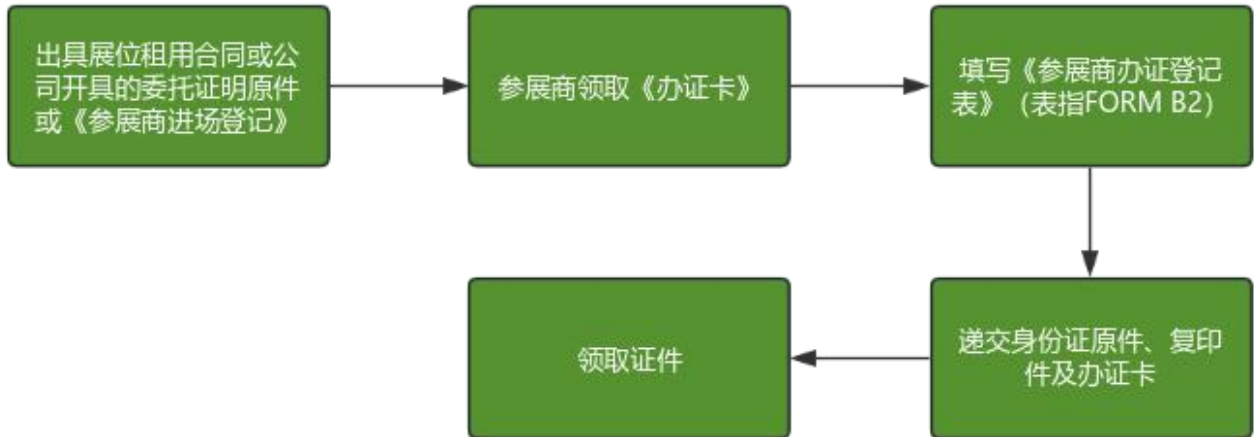 出具展位租用合同或公
司开具的委托证明原件
或《参展商进场登记》
参展商领取《办证卡》
填写《参展商办证登记
表》（表指FORM B2）
递交身份证原件、复印
件及办证卡
领取证件